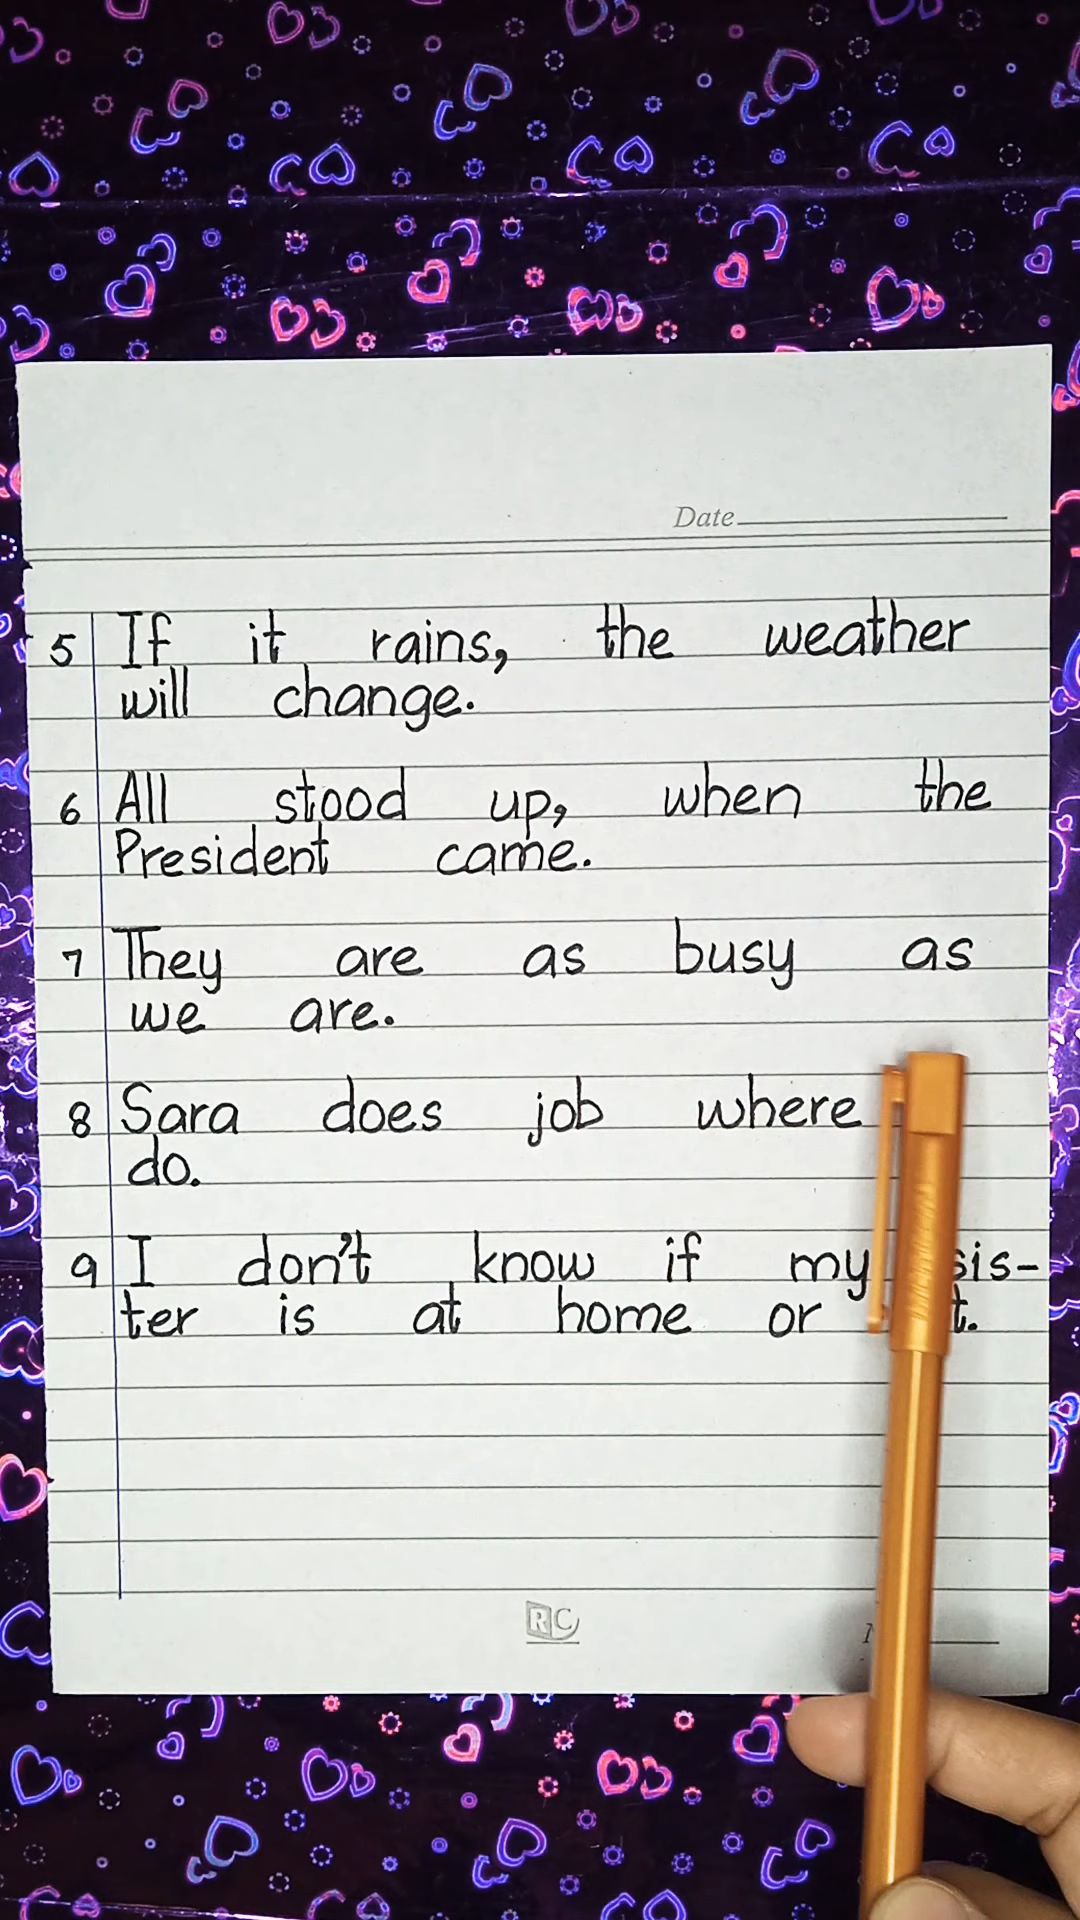 Date
5 If it rains, the weather
will change.
6 All stood up, when the
President came.
7 They are as busy as
we are.
8 Sara does job where
do.
9 I don't know if my sis-
ter is at home or
RC